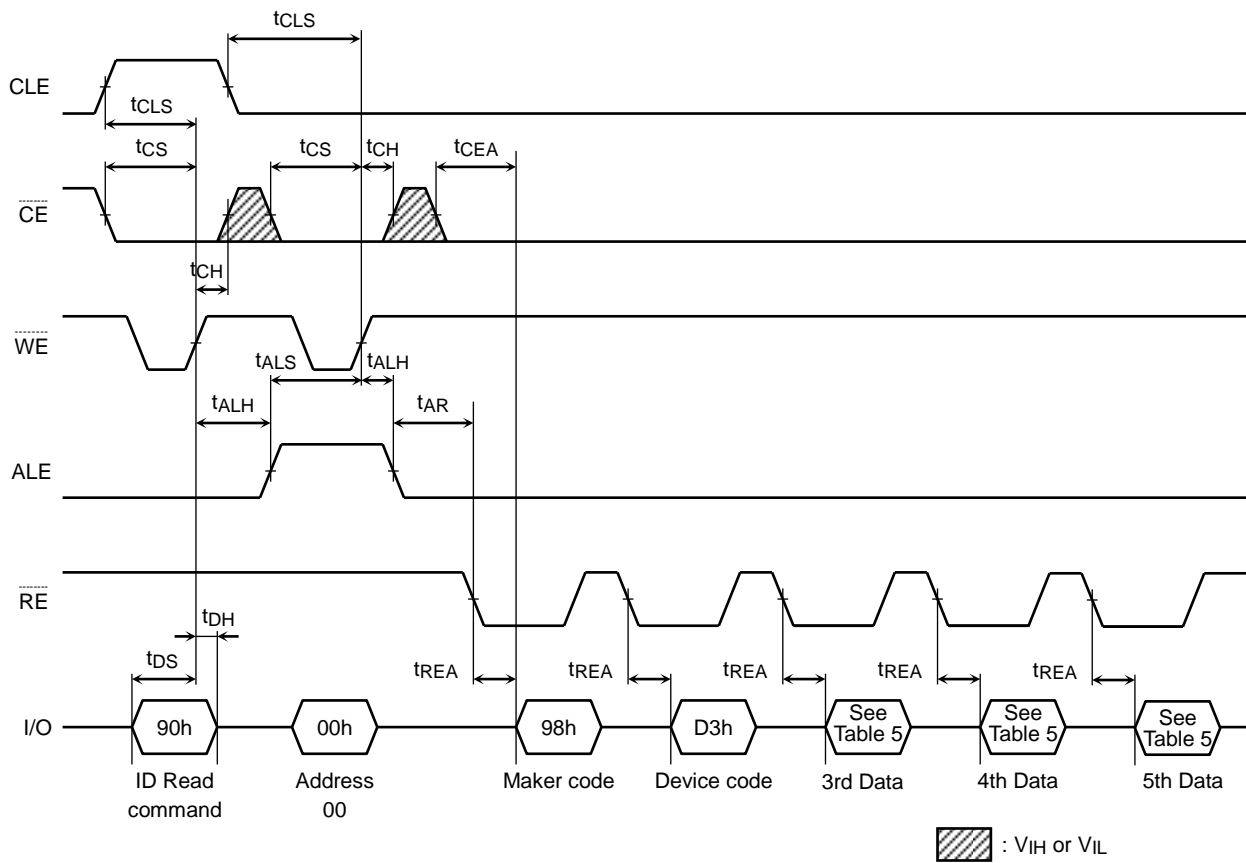 tCLS
CLE
tCLS
tCS
tCS
tCH
tCEA
CE
tCH
WE
tALS
tALH
tALH
tAR
ALE
RE
tDH
tDS
tREA
tREA
tREA
tREA
tREA
I/O
90h
00h
98h
D3h
See
Table 5
See
Table 5
See
Table 5
ID Read
command
Address
00
Maker code
Device code
3rd Data
4th Data
5th Data
: VIH or VIL